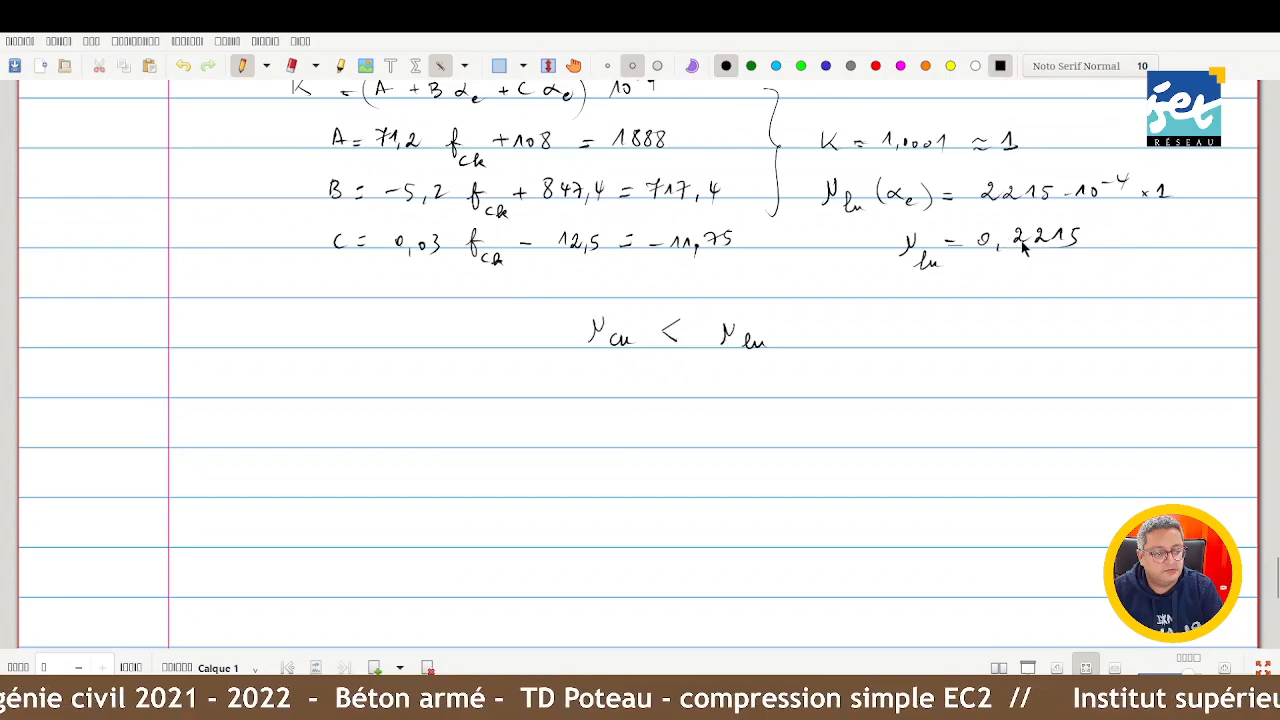 Noto Serif Normal 10
K = (A + B αe + C αe²) 10⁻⁴
A = 71,2 fck + 108 = 1888
K = 1,0001 ≈ 1
B = -5,2 fck + 847,4 = 717,4
μlu (αe) = 2215 · 10⁻⁴ × 1
C = 0,03 fck - 12,5 = -11,75
μlu = 0,2215
μcu < μlu
iset
RÉSEAU
Calque 1
génie civil 2021 - 2022 - Béton armé - TD Poteau - compression simple EC2 // Institut supérieu